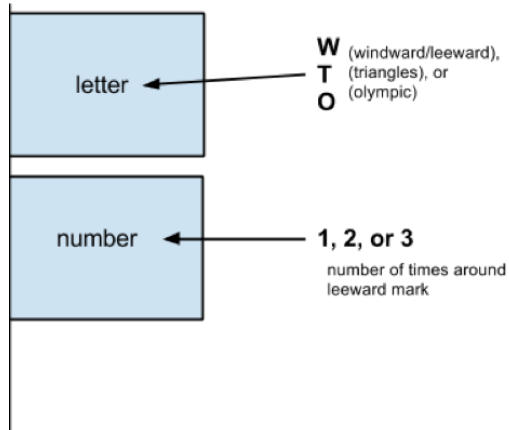 letter
W (windward/leeward),
T (triangles), or
O (olympic)
number
1, 2, or 3
number of times around
leeward mark